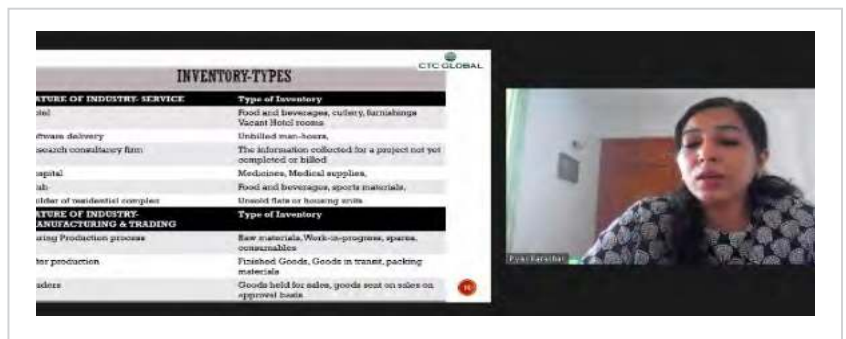 CTC GLOBAL
INVENTORY-TYPES
ATURE OF INDUSTRY- SERVICE Type of Inventory
otel Food and beverages, cutlery, furnishings
Vacant Hotel rooms
oftware delivery Unbilled man-hours,
esearch consultancy firm The information collected for a project not yet
completed or billed
ospital Medicines, Medical supplies,
lub Food and beverages, sports materials,
uilder of residential complex Unsold flats or housing units
ATURE OF INDUSTRY- Type of Inventory
ANUFACTURING & TRADING
uring Production process Raw materials, Work-in-progress, spares,
consumables
fter production Finished Goods, Goods in transit, packing
materials
aders Goods held for sales, goods sent on sales on
approval basis